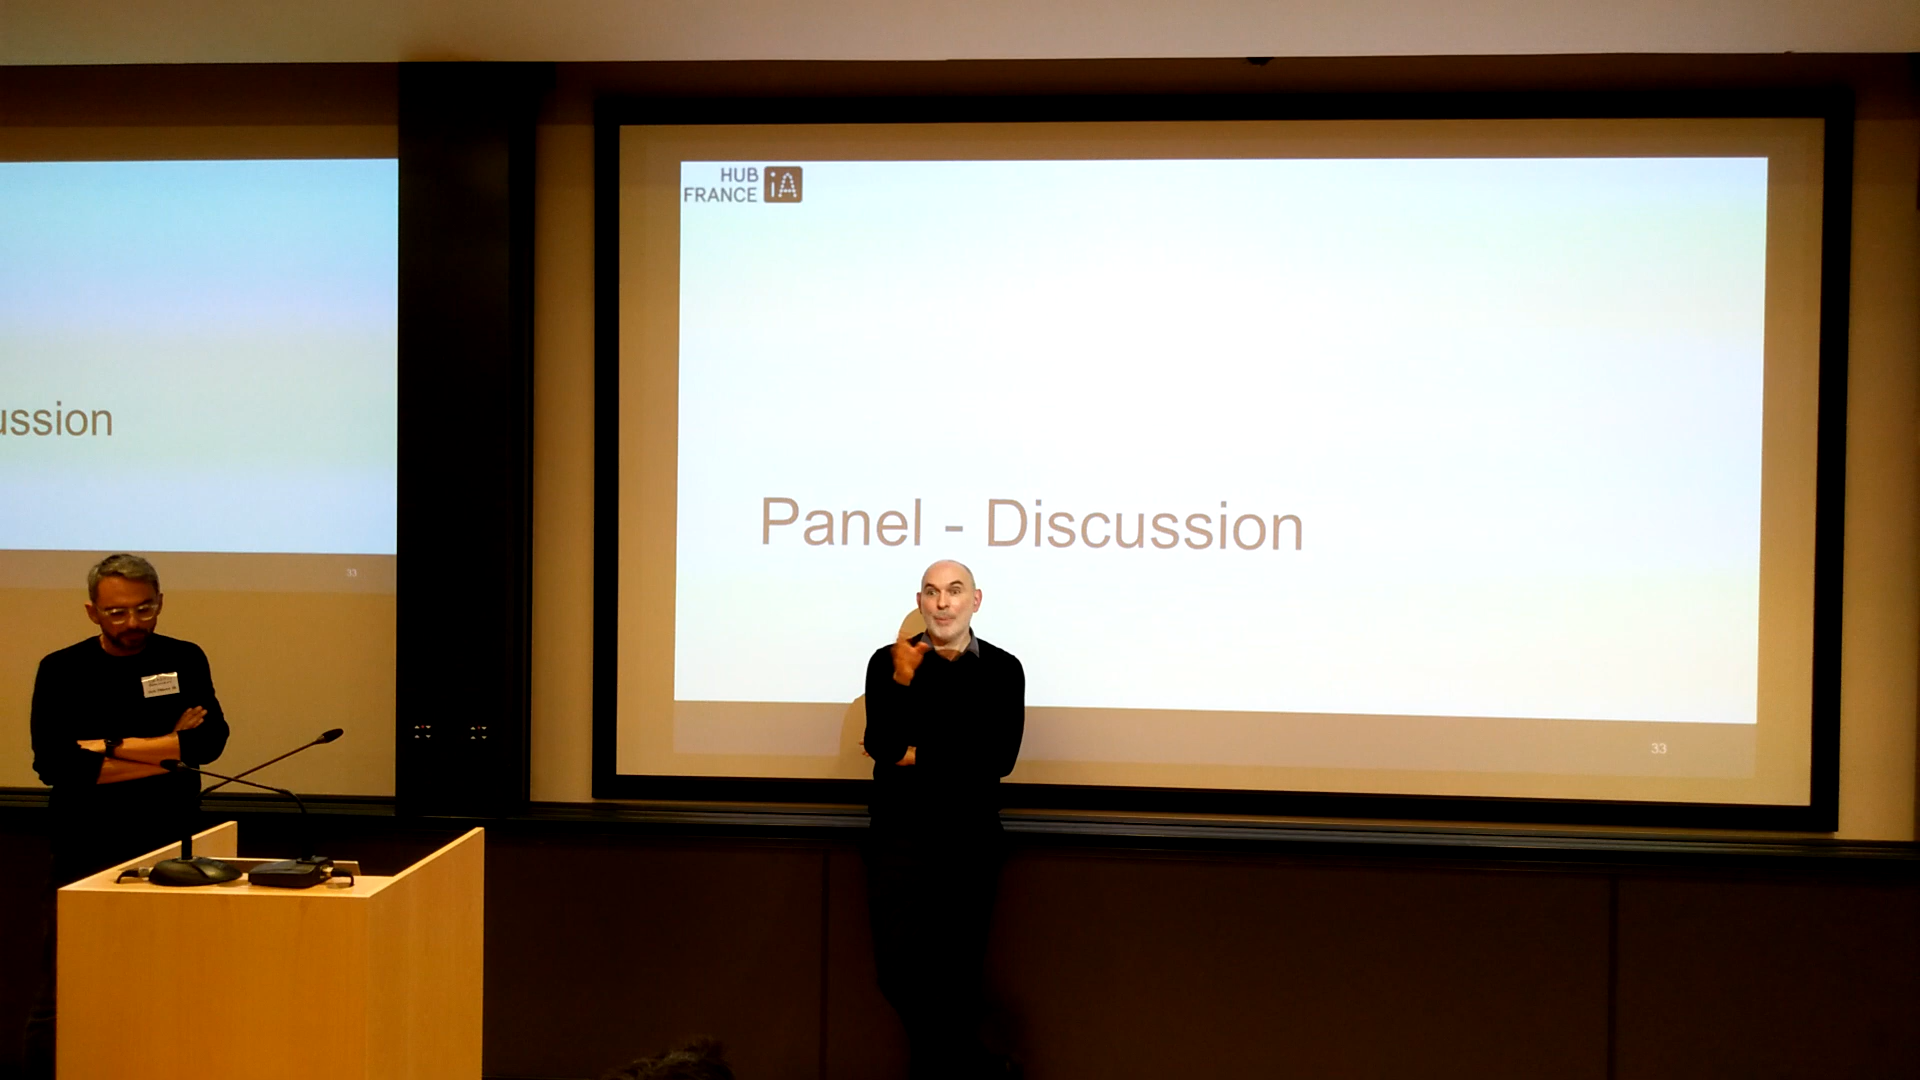 ussion
33
HUB
FRANCE iA
Panel - Discussion
33